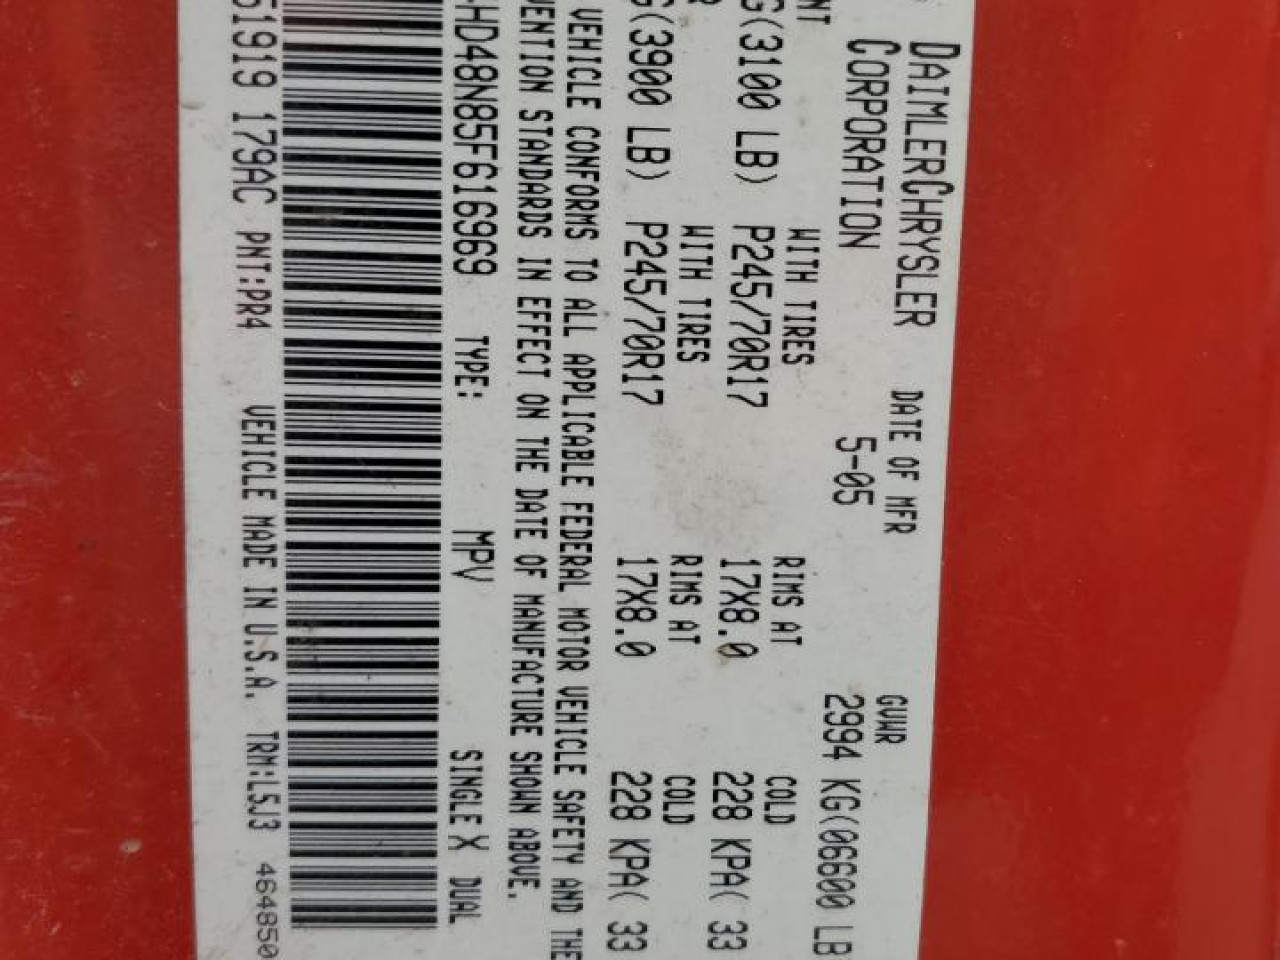 DAIMLERCHRYSLER DATE OF MFR GVWR
CORPORATION 5-05 2994 KG(06600 LB
NT WITH TIRES RIMS AT COLD
G(3100 LB) P245/70R17 17X8.0 228 KPA( 33
R WITH TIRES RIMS AT COLD
G(3900 LB) P245/70R17 17X8.0 228 KPA( 33
VEHICLE CONFORMS TO ALL APPLICABLE FEDERAL MOTOR VEHICLE SAFETY AND THE
VENTION STANDARDS IN EFFECT ON THE DATE OF MANUFACTURE SHOWN ABOVE.
HD48N85F616969 TYPE: MPV SINGLE X DUAL
51919 179AC PNT:PR4 VEHICLE MADE IN U.S.A. TRM:L5J3 464850